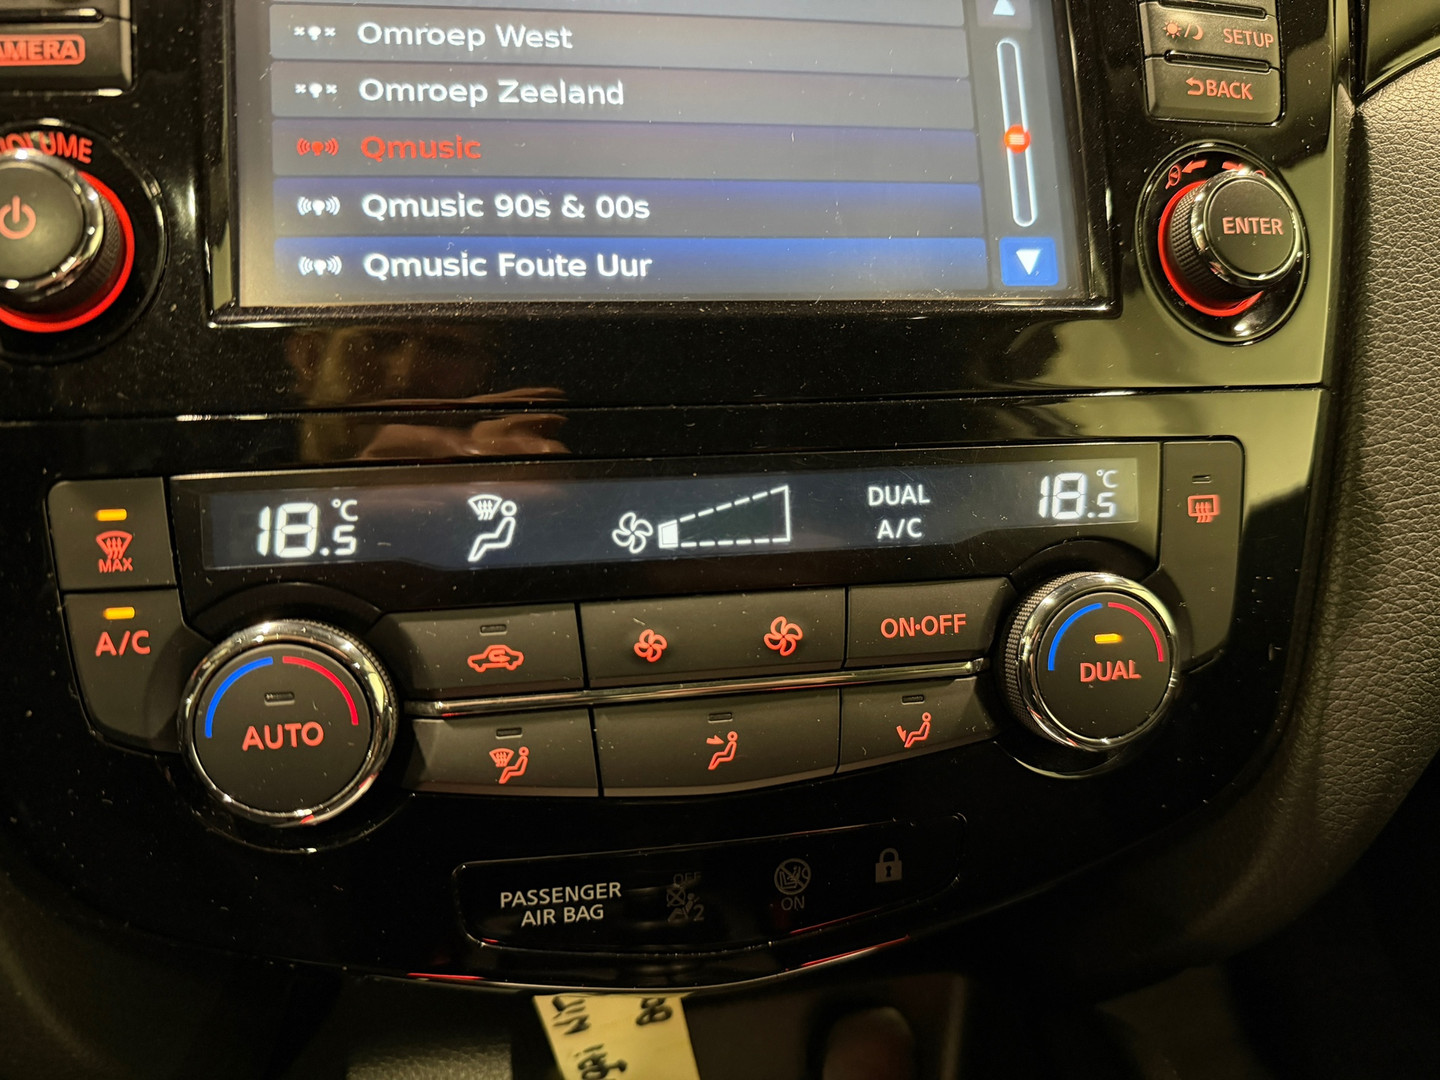 Omroep West
Omroep Zeeland
Qmusic
Qmusic 90s & 00s
Qmusic Foute Uur
SETUP
BACK
ENTER
18.5 °C
DUAL
A/C
18.5 °C
MAX
A/C
AUTO
ON•OFF
DUAL
PASSENGER
AIR BAG
OFF
2
ON